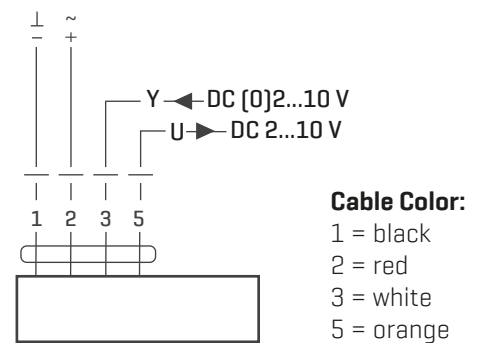 ⊥ ~
– +
Y DC (0)2...10 V
U DC 2...10 V
1 2 3 5
Cable Color:
1 = black
2 = red
3 = white
5 = orange